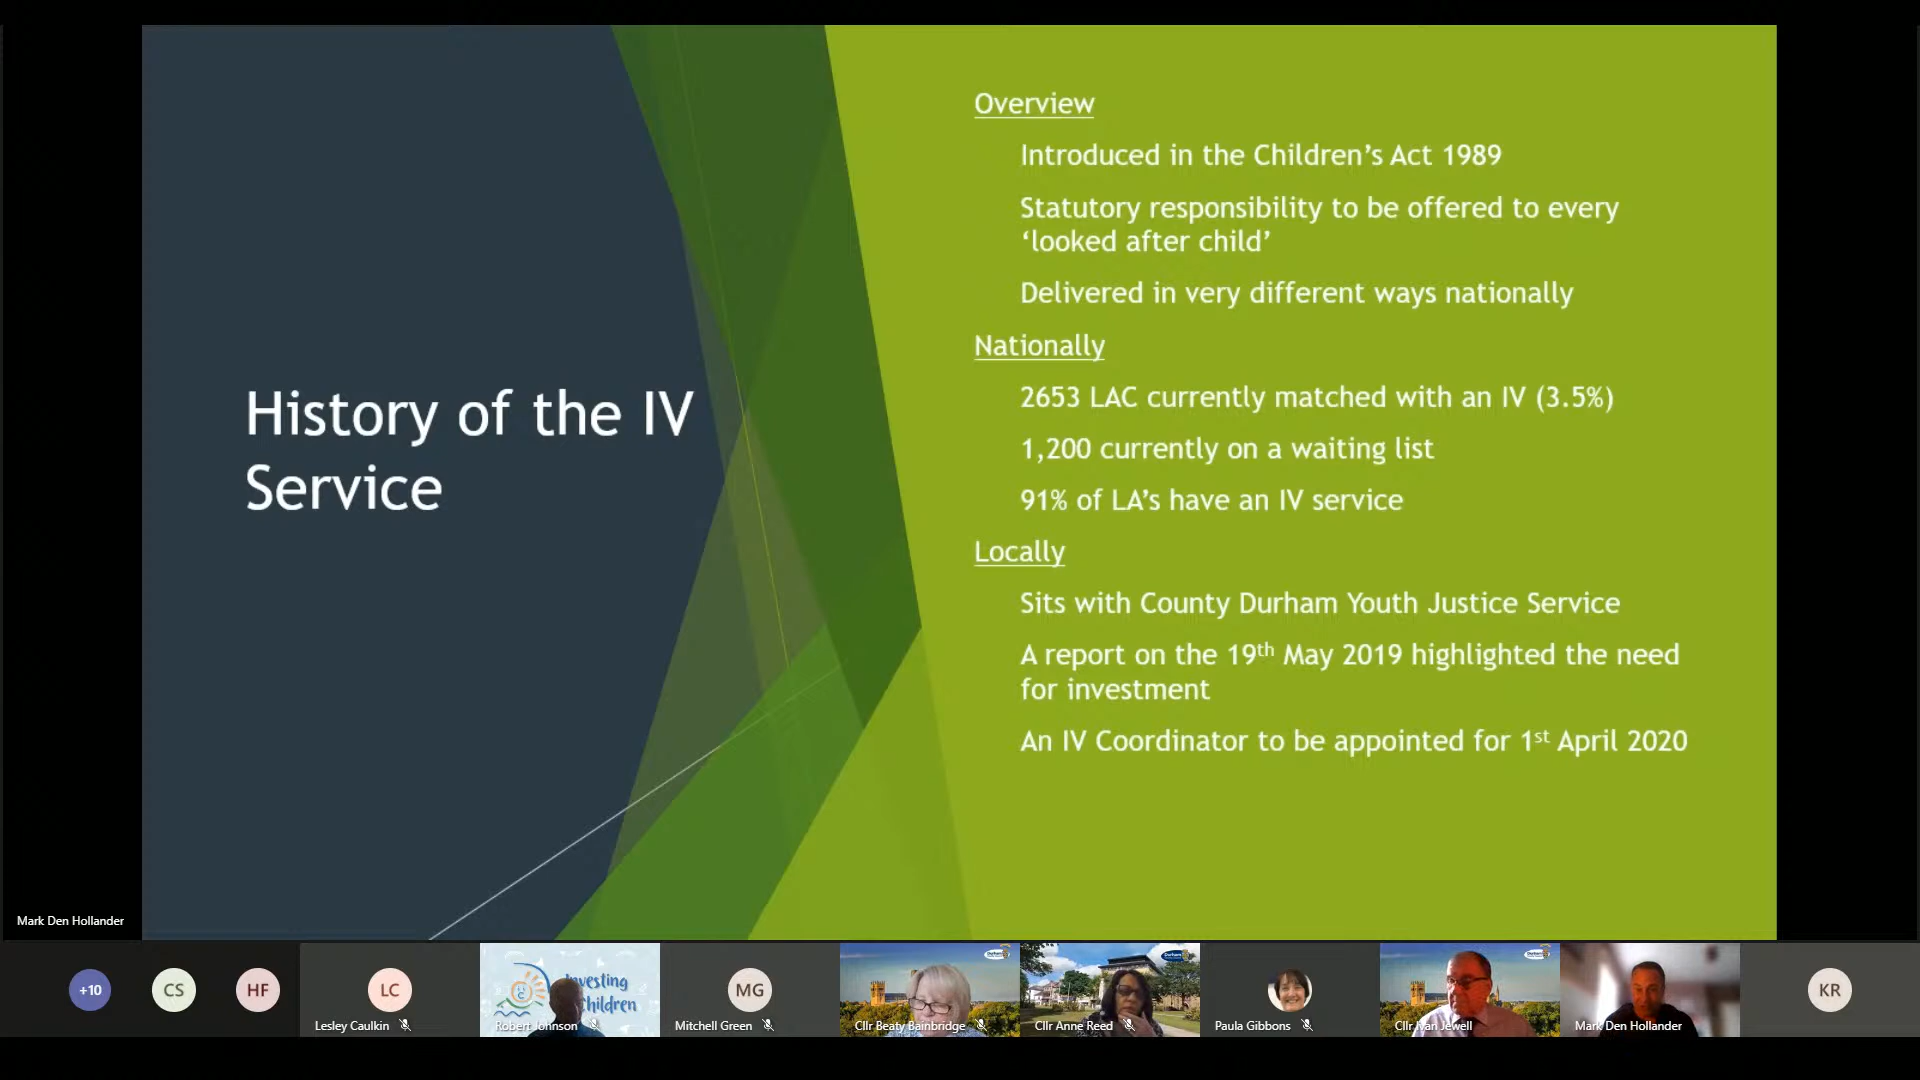 History of the IV
Service
Overview
Introduced in the Children's Act 1989
Statutory responsibility to be offered to every
'looked after child'
Delivered in very different ways nationally
Nationally
2653 LAC currently matched with an IV (3.5%)
1,200 currently on a waiting list
91% of LA's have an IV service
Locally
Sits with County Durham Youth Justice Service
A report on the 19th May 2019 highlighted the need
for investment
An IV Coordinator to be appointed for 1st April 2020
Mark Den Hollander
+10
CS
HF
LC
Lesley Caulkin
Robert Johnson
MG
Mitchell Green
Cllr Beaty Bainbridge
Durham
Cllr Anne Reed
Paula Gibbons
Cllr Ivan Jewell
Mark Den Hollander
KR